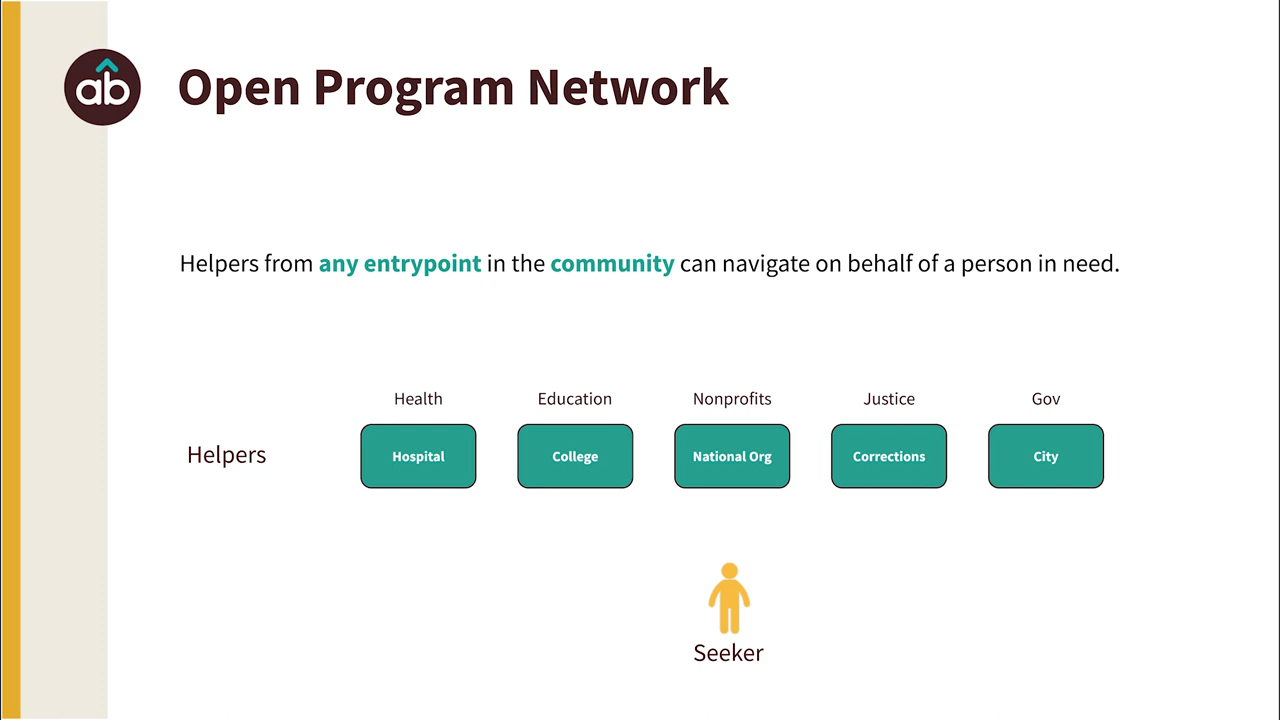 ab
Open Program Network
Helpers from any entrypoint in the community can navigate on behalf of a person in need.
Health Education Nonprofits Justice Gov
Helpers Hospital College National Org Corrections City
Seeker